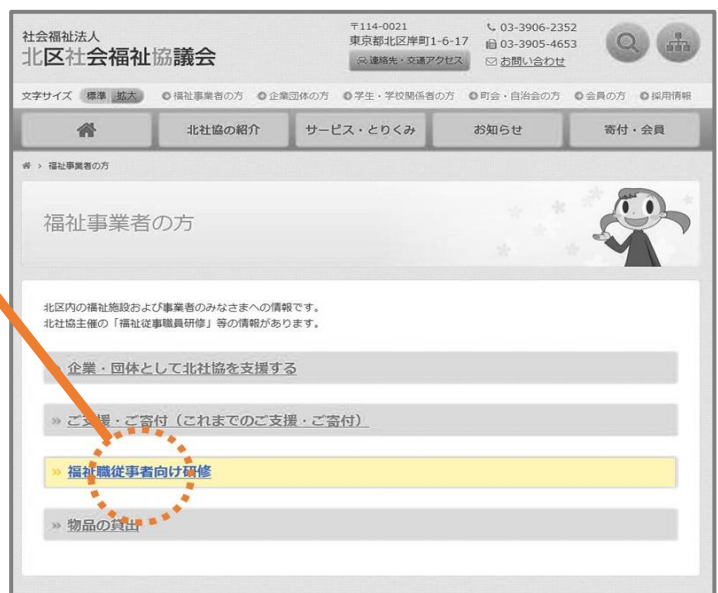 社会福祉法人
北区社会福祉協議会
〒114-0021
東京都北区岸町1-6-17
連絡先・交通アクセス
03-3906-2352
03-3905-4653
お問い合わせ
文字サイズ 標準 拡大 福祉事業者の方 企業団体の方 学生・学校関係者の方 町会・自治会の方 会員の方 採用情報
北社協の紹介 サービス・とりくみ お知らせ 寄付・会員
> 福祉事業者の方
福祉事業者の方
北区内の福祉施設および事業者のみなさまへの情報です。
北社協主催の「福祉従事職員研修」等の情報があります。
» 企業・団体として北社協を支援する
» ご支援・ご寄付（これまでのご支援・ご寄付）
» 福祉職従事者向け研修
» 物品の貸出